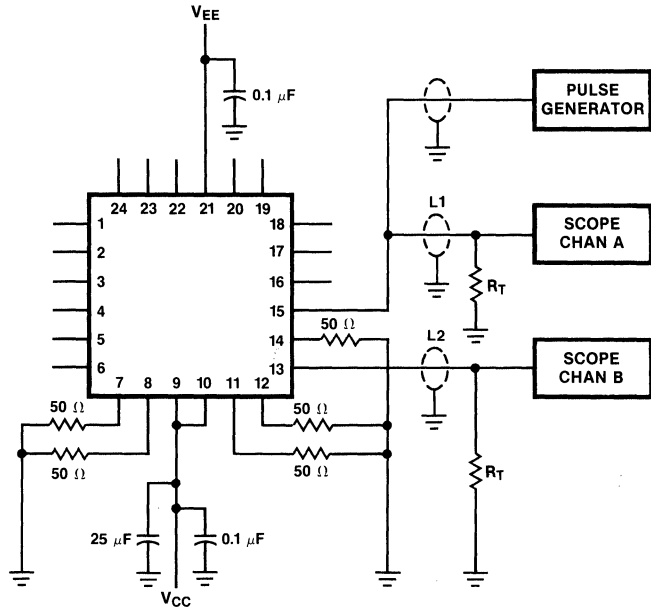 VEE
0.1 μF
PULSE
GENERATOR
24 23 22 21 20 19
1
2
3
4
5
6
18
17
16
15
14
13
7 8 9 10 11 12
L1
SCOPE
CHAN A
RT
50 Ω
L2
SCOPE
CHAN B
RT
50 Ω
50 Ω
50 Ω
50 Ω
25 μF
0.1 μF
VCC